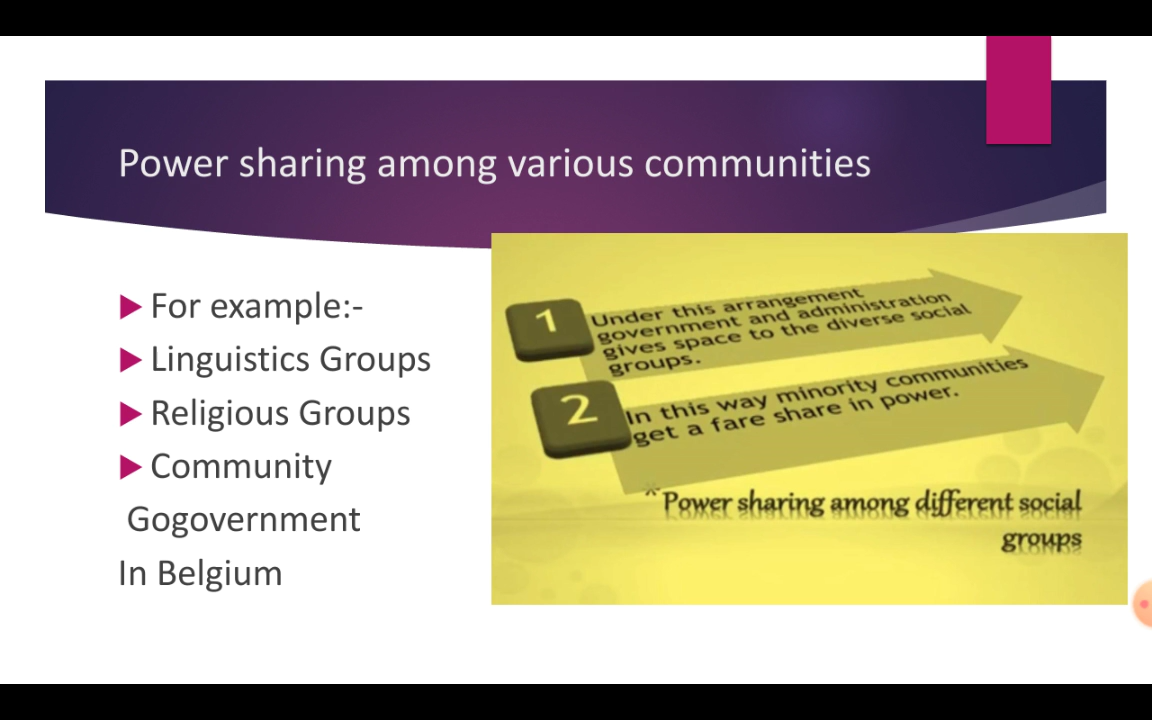 Power sharing among various communities
For example:-
Linguistics Groups
Religious Groups
Community
Gogovernment
In Belgium
1
Under this arrangement
government and administration
gives space to the diverse social
groups.
2
In this way minority communities
get a fare share in power.
*Power sharing among different social
groups